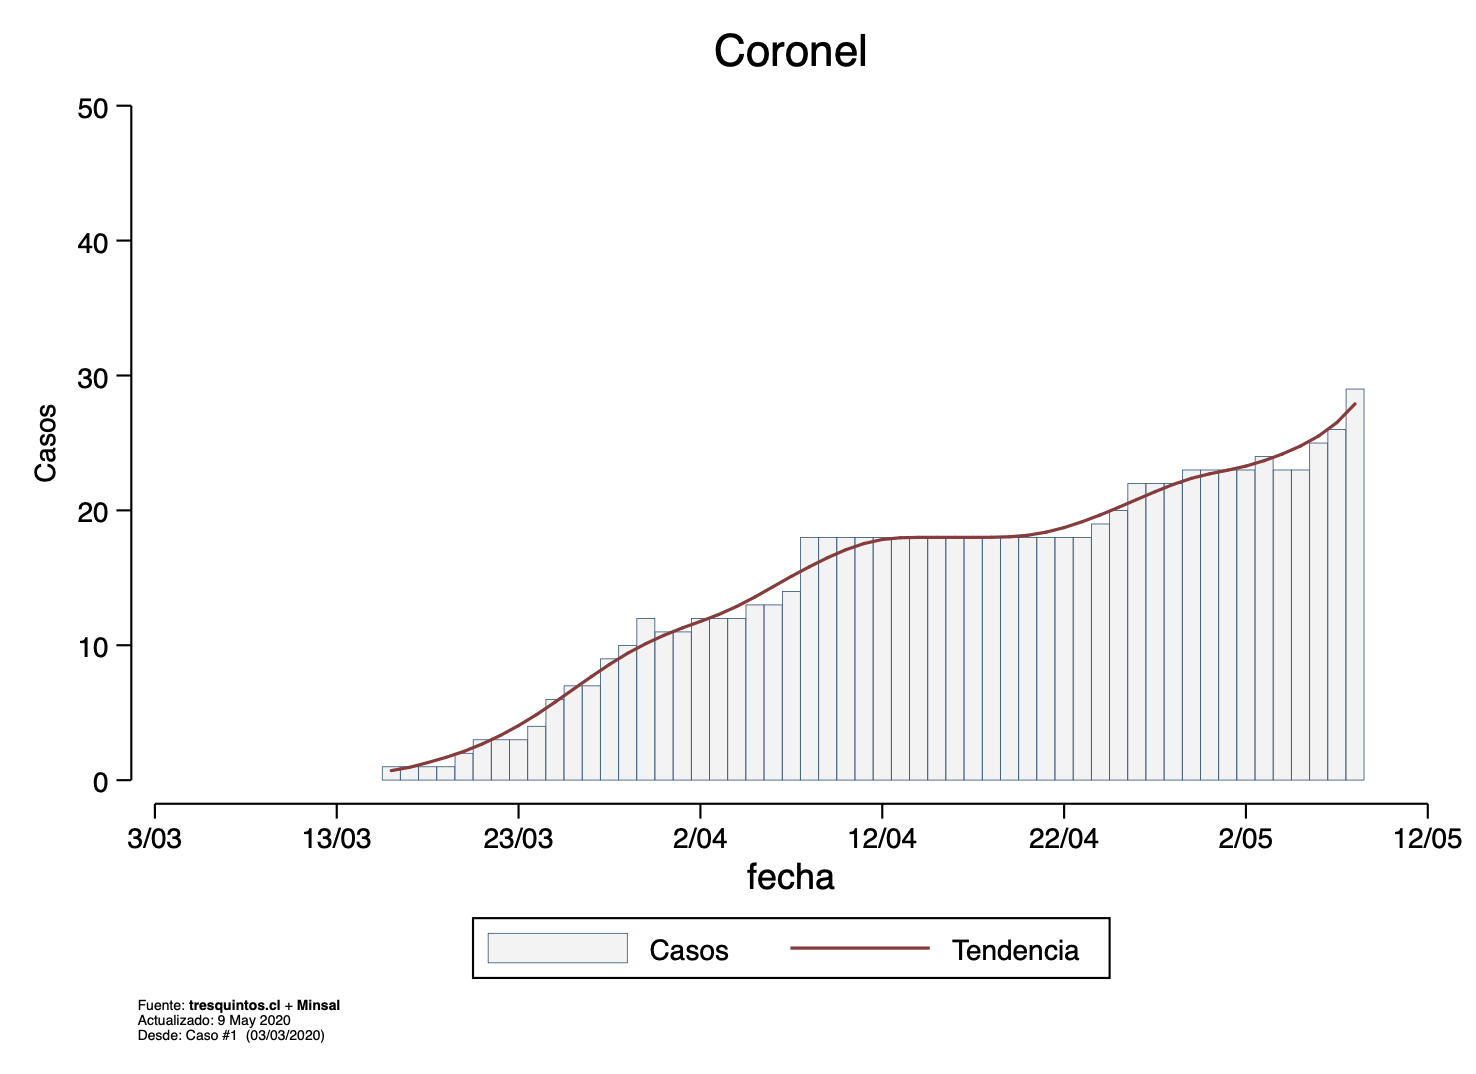 Coronel
50
40
30
20
10
0
Casos
3/03 13/03 23/03 2/04 12/04 22/04 2/05 12/05
fecha
Casos Tendencia
Fuente: tresquintos.cl + Minsal
Actualizado: 9 May 2020
Desde: Caso #1 (03/03/2020)